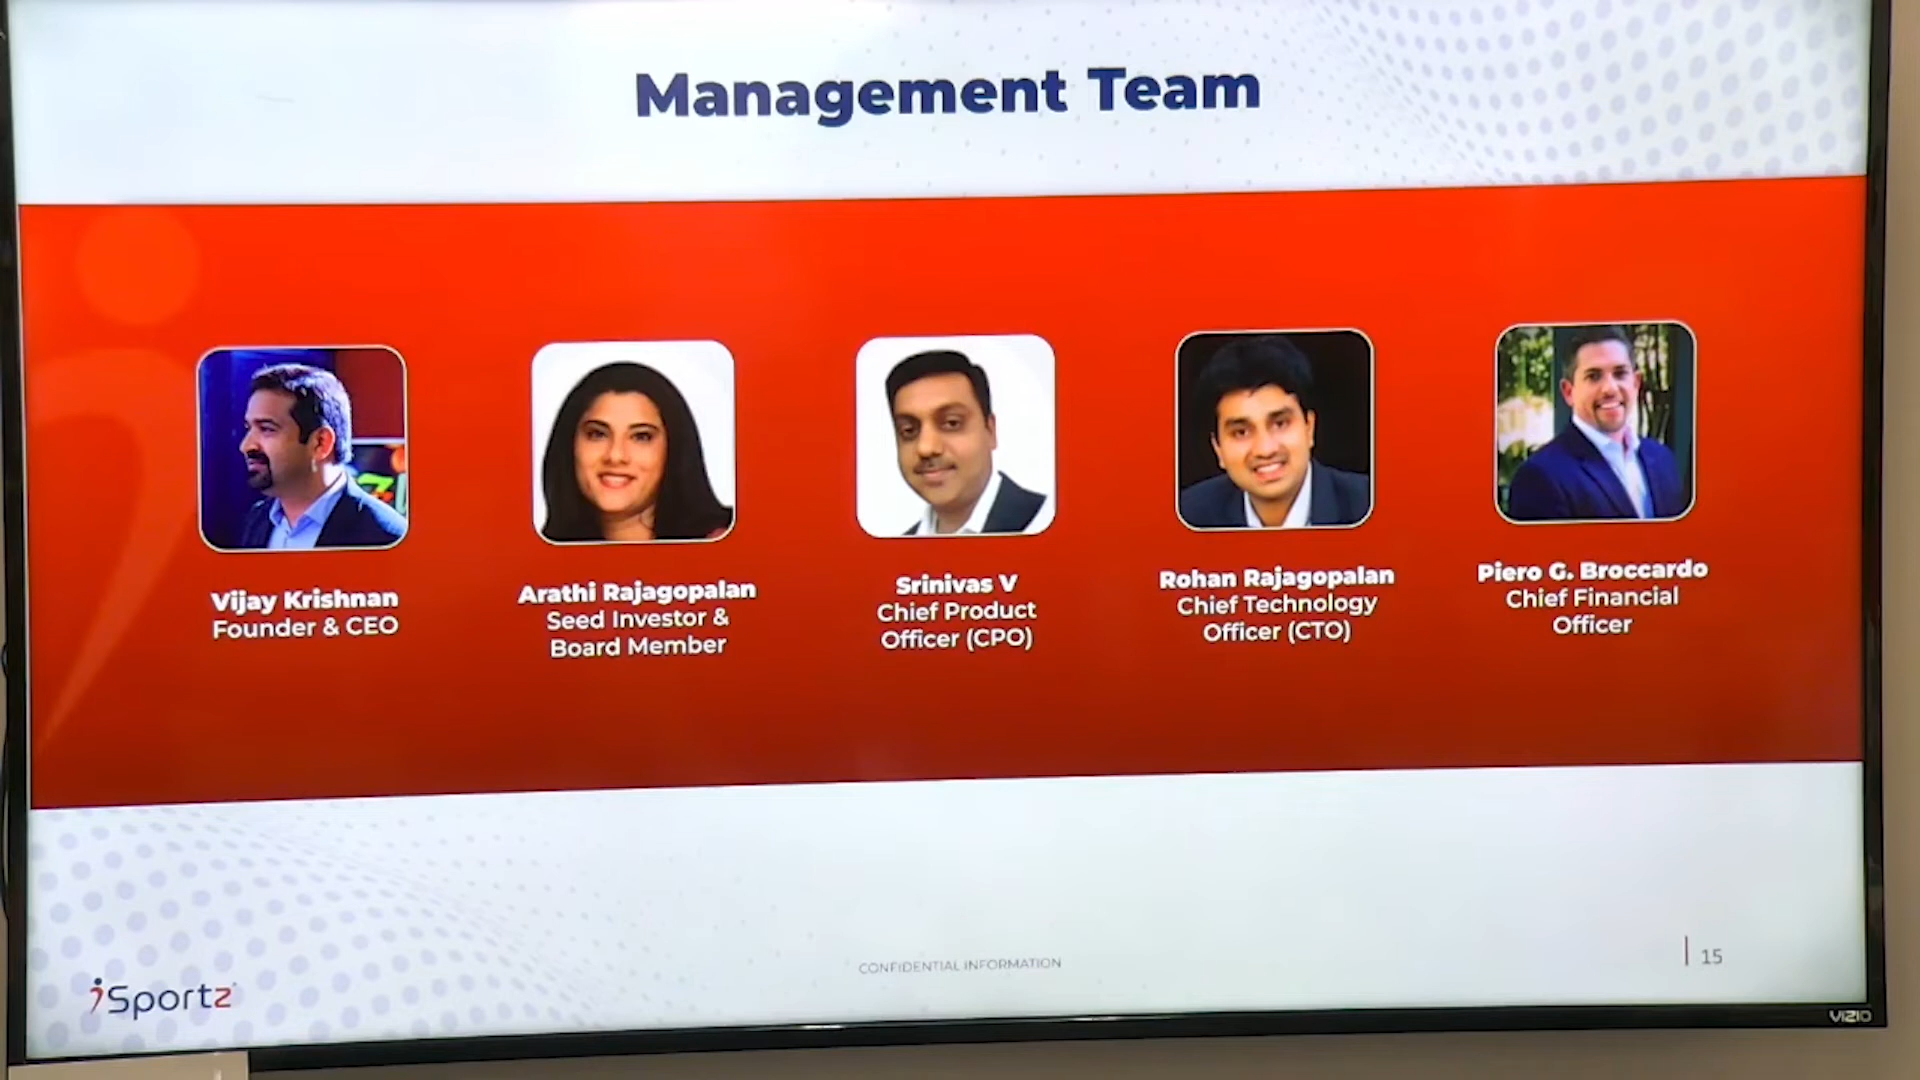 Management Team
Vijay Krishnan
Founder & CEO
Arathi Rajagopalan
Seed Investor &
Board Member
Srinivas V
Chief Product
Officer (CPO)
Rohan Rajagopalan
Chief Technology
Officer (CTO)
Piero G. Broccardo
Chief Financial
Officer
CONFIDENTIAL INFORMATION
15
iSportz
VIZIO